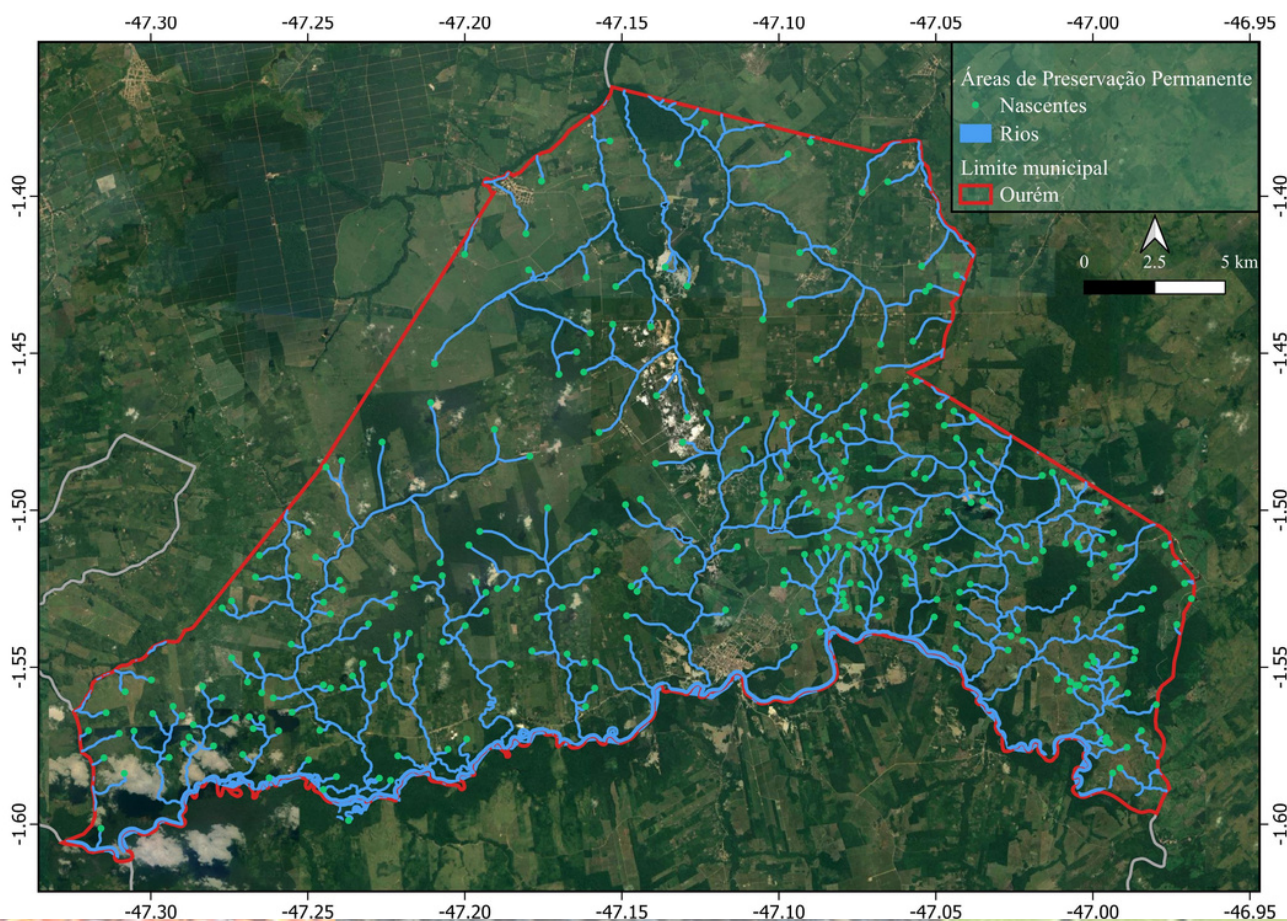 -47.30 -47.25 -47.20 -47.15 -47.10 -47.05 -47.00 -46.95
Áreas de Preservação Permanente
Nascentes
Rios
Limite municipal
Ourém
0 2.5 5 km
-1.40 -1.40
-1.45 -1.45
-1.50 -1.50
-1.55 -1.55
-1.60 -1.60
-47.30 -47.25 -47.20 -47.15 -47.10 -47.05 -47.00 -46.95